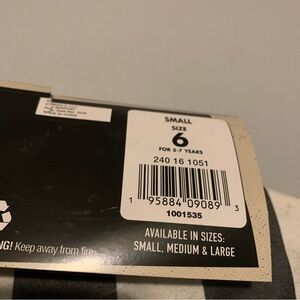 SMALL
SIZE
6
FOR 5-7 YEARS
240 16 1051
1 95884 09089 3
1001535
AVAILABLE IN SIZES:
SMALL, MEDIUM & LARGE
NG! Keep away from fire